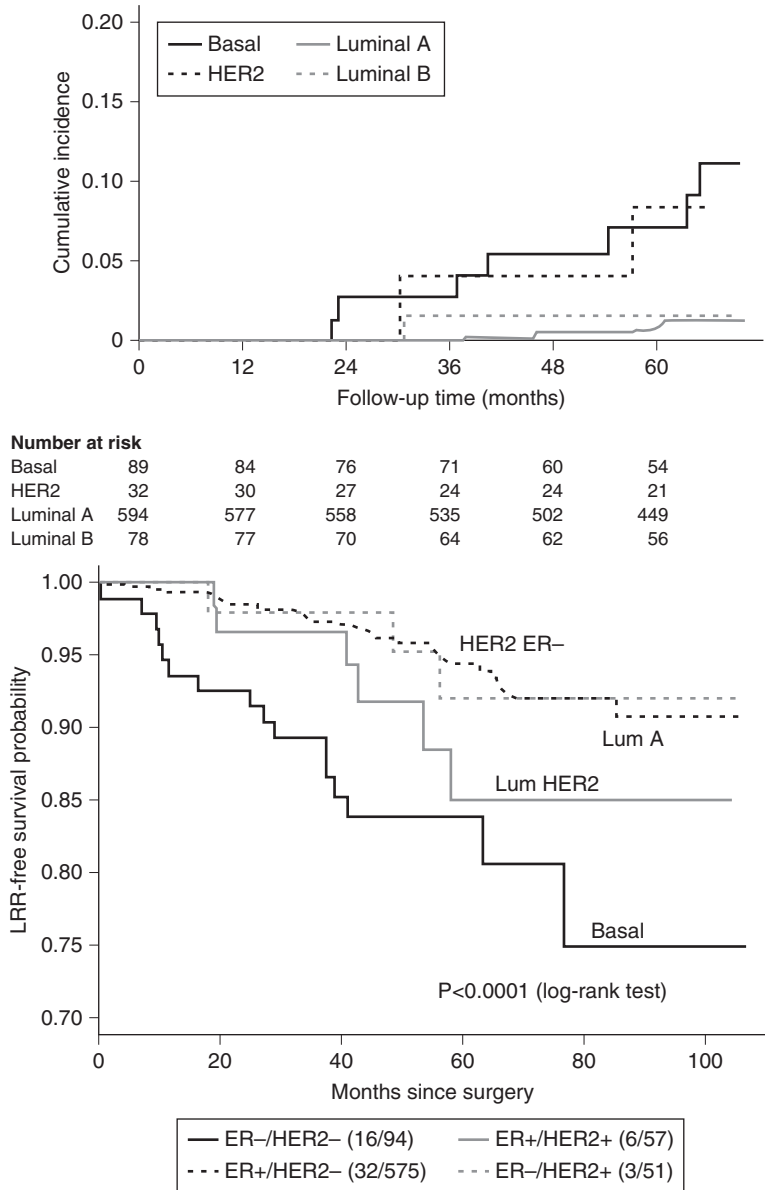 0.20
0.15
0.10
0.05
0
Cumulative incidence
Basal Luminal A
HER2 Luminal B
0 12 24 36 48 60
Follow-up time (months)
Number at risk
Basal 89 84 76 71 60 54
HER2 32 30 27 24 24 21
Luminal A 594 577 558 535 502 449
Luminal B 78 77 70 64 62 56
1.00
0.95
0.90
0.85
0.80
0.75
0.70
LRR-free survival probability
HER2 ER–
Lum A
Lum HER2
Basal
P<0.0001 (log-rank test)
0 20 40 60 80 100
Months since surgery
ER–/HER2– (16/94) ER+/HER2+ (6/57)
ER+/HER2– (32/575) ER–/HER2+ (3/51)